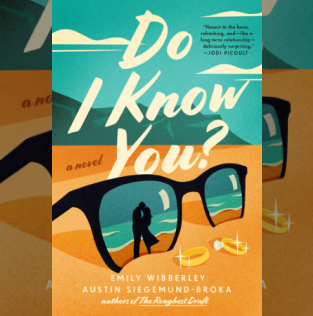 Do
I Know
You?
"Honest to the bone,
refreshing, and—like a
long-term relationship—
deliciously surprising."
—JODI PICOULT
a novel
EMILY WIBBERLEY
AUSTIN SIEGEMUND-BROKA
authors of The Roughest Draft
a no
A